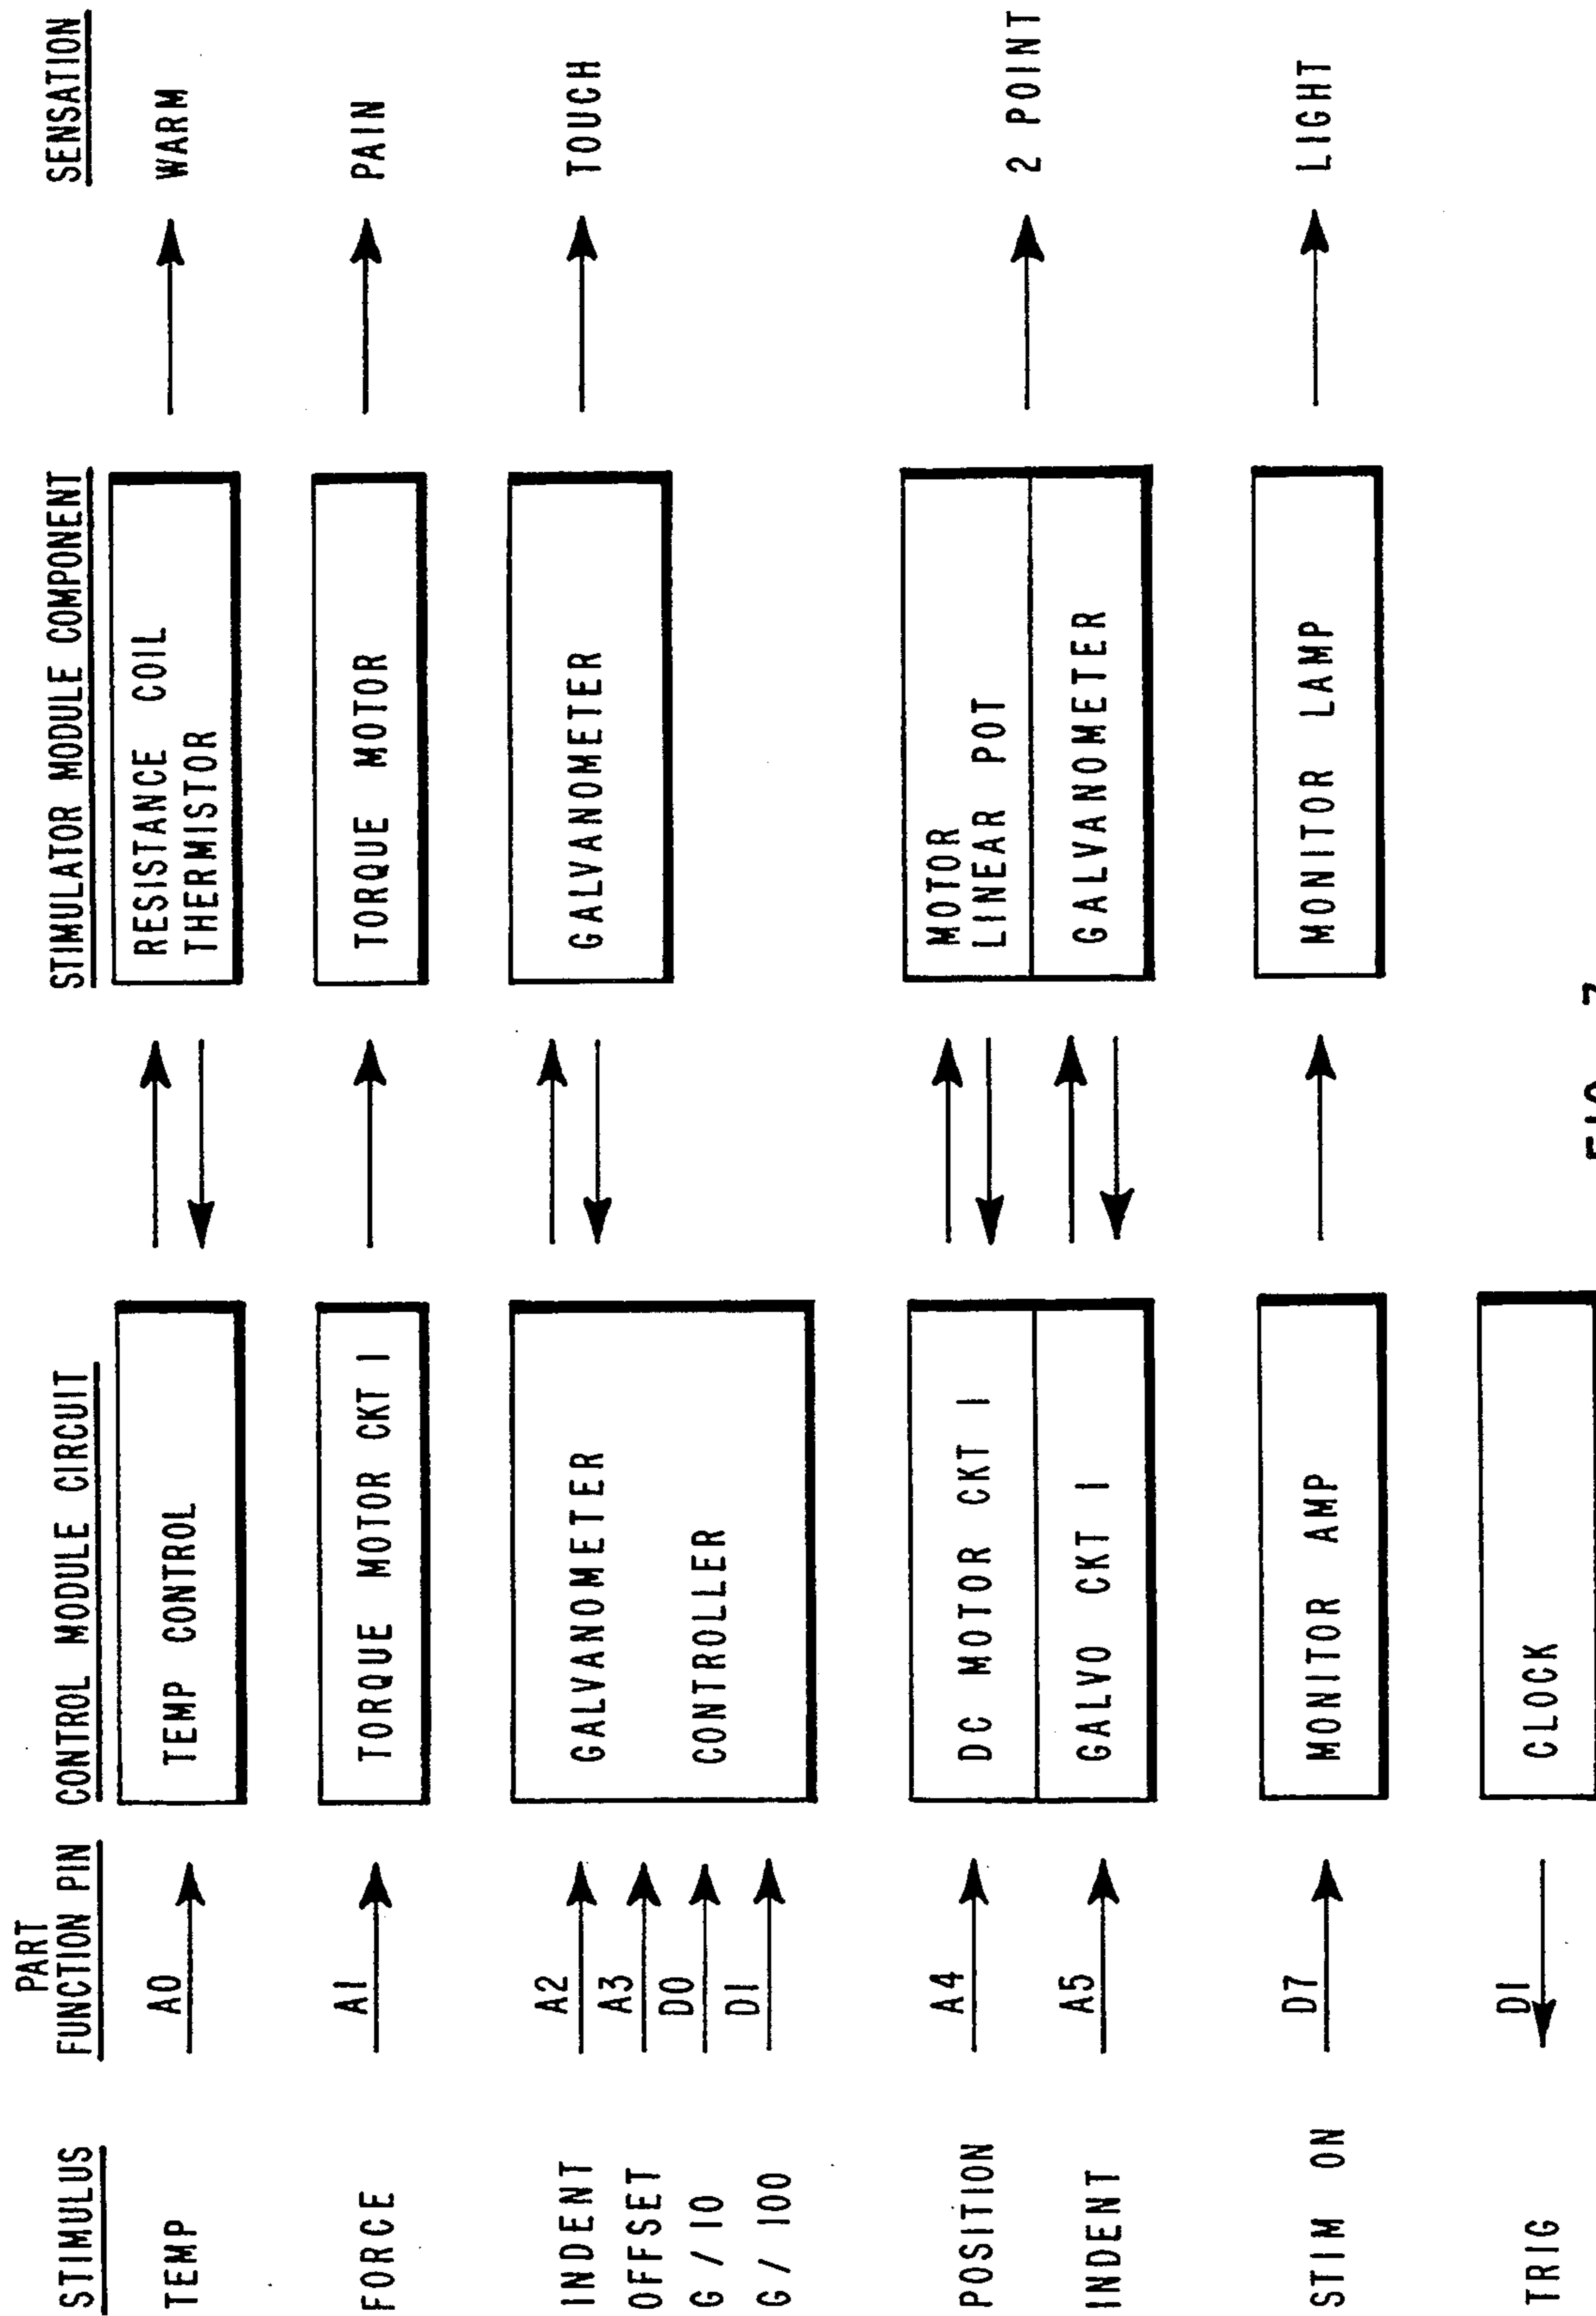 STIMULUS
PART
FUNCTION PIN
CONTROL MODULE CIRCUIT
STIMULATOR MODULE COMPONENT
SENSATION
TEMP
A0
TEMP CONTROL
RESISTANCE COIL
THERMISTOR
WARM
FORCE
A1
TORQUE MOTOR CKT I
TORQUE MOTOR
PAIN
INDENT
A2
OFFSET
A3
G / 10
D0
G / 100
D1
GALVANOMETER
CONTROLLER
GALVANOMETER
TOUCH
POSITION
A4
DC MOTOR CKT I
MOTOR
LINEAR POT
INDENT
A5
GALVO CKT I
GALVANOMETER
2 POINT
STIM ON
D7
MONITOR AMP
MONITOR LAMP
LIGHT
TRIG
D1
CLOCK